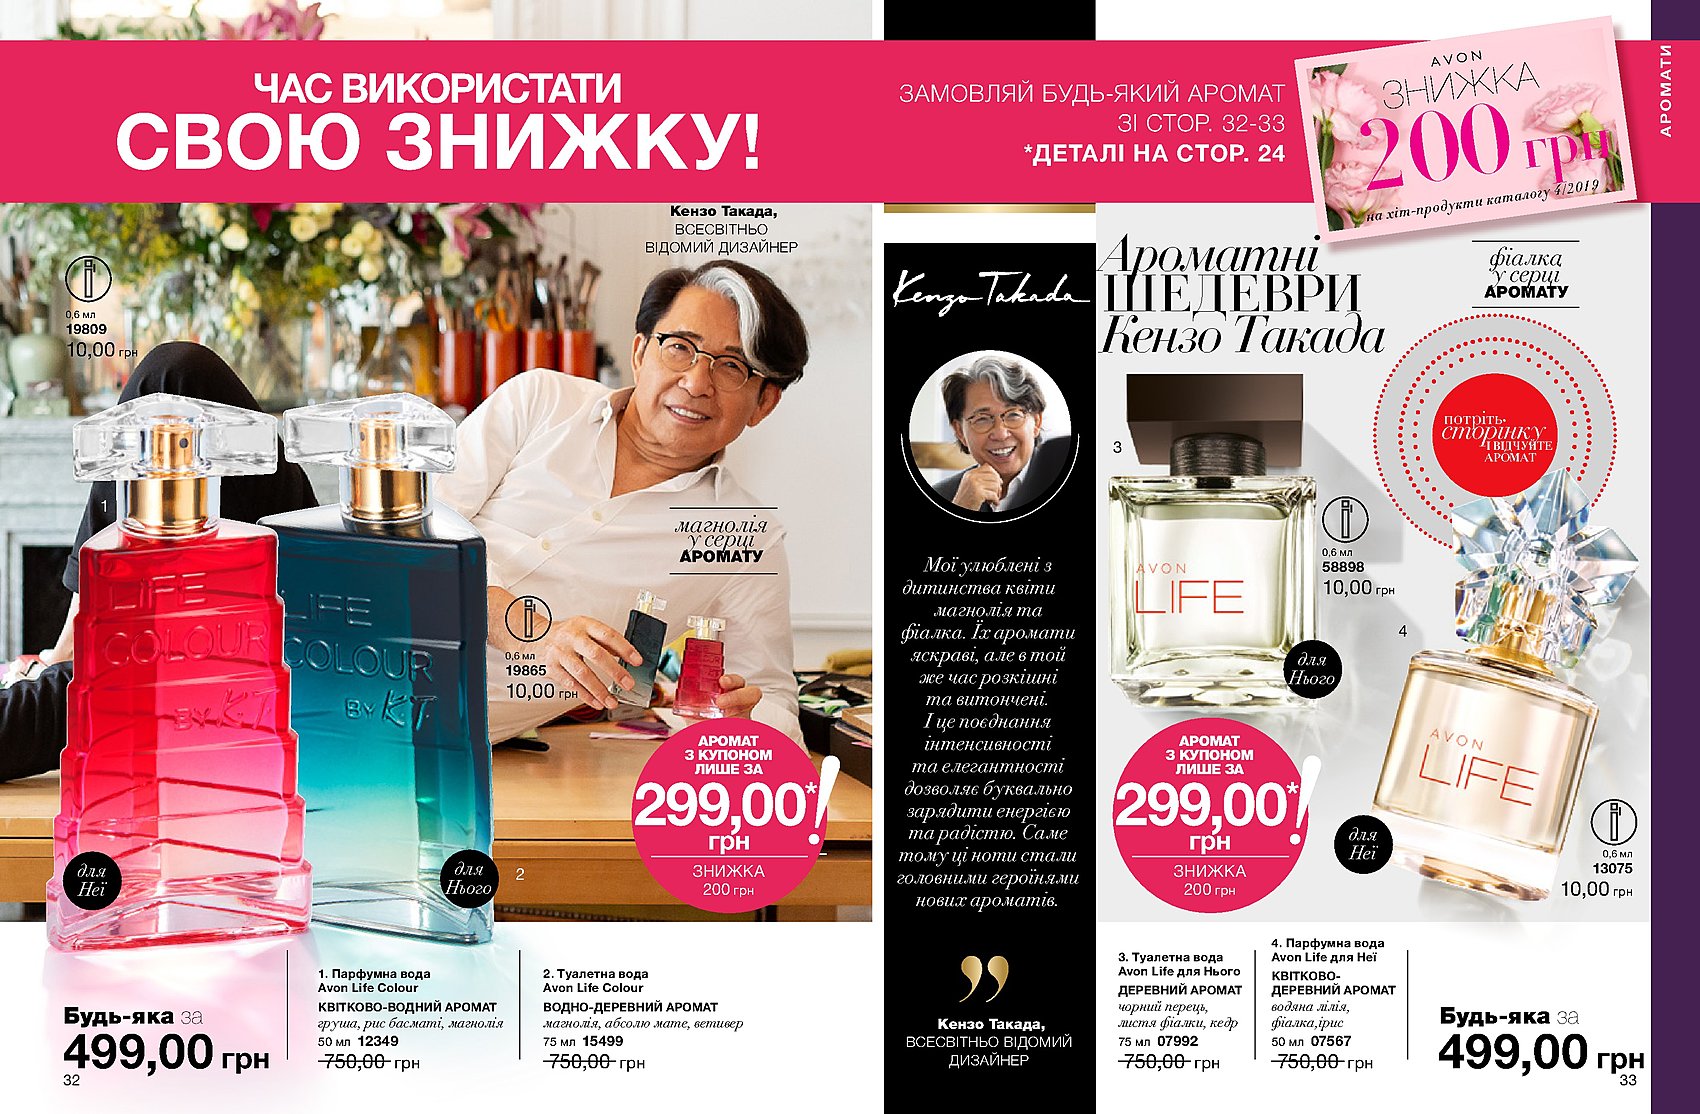 ЧАС ВИКОРИСТАТИ
СВОЮ ЗНИЖКУ!
ЗАМОВЛЯЙ БУДЬ-ЯКИЙ АРОМАТ
ЗІ СТОР. 32-33
*ДЕТАЛІ НА СТОР. 24
AVON
ЗНИЖКА
200 грн
на хіт-продукти каталогу 4/2019
АРОМАТИ
Кензо Такада,
ВСЕСВІТНЬО
ВІДОМИЙ ДИЗАЙНЕР
0,6 мл
19809
10,00 грн
1
LIFE
COLOUR
BY K.T.
для
Неї
LIFE
COLOUR
BY K.T.
для
Нього
2
магнолія
у серці
АРОМАТУ
0,6 мл
19865
10,00 грн
АРОМАТ
З КУПОНОМ
ЛИШЕ ЗА
299,00*!
грн
ЗНИЖКА
200 грн
Будь-яка за
499,00 грн
32
1. Парфумна вода
Avon Life Colour
КВІТКОВО-ВОДНИЙ АРОМАТ
груша, рис басматі, магнолія
50 мл 12349
750,00 грн
2. Туалетна вода
Avon Life Colour
ВОДНО-ДЕРЕВНИЙ АРОМАТ
магнолія, абсолю мате, ветивер
75 мл 15499
750,00 грн
Kenzo Takada
Мої улюблені з
дитинства квіти
магнолія та
фіалка. Їх аромати
яскраві, але в той
же час розкішні
та витончені.
І це поєднання
інтенсивності
та елегантності
дозволяє буквально
зарядити енергією
та радістю. Саме
тому ці ноти стали
головними героїнями
нових ароматів.
Кензо Такада,
ВСЕСВІТНЬО ВІДОМИЙ
ДИЗАЙНЕР
Ароматні
ШЕДЕВРИ
Кензо Такада
фіалка
у серці
АРОМАТУ
ПОТРІТЬ
сторінку
І ВІДЧУЙТЕ
АРОМАТ
3
AVON
LIFE
для
Нього
0,6 мл
58898
10,00 грн
4
AVON
LIFE
для
Неї
0,6 мл
13075
10,00 грн
АРОМАТ
З КУПОНОМ
ЛИШЕ ЗА
299,00*!
грн
ЗНИЖКА
200 грн
3. Туалетна вода
Avon Life для Нього
ДЕРЕВНИЙ АРОМАТ
чорний перець,
листя фіалки, кедр
75 мл 07992
750,00 грн
4. Парфумна вода
Avon Life для Неї
КВІТКОВО-
ДЕРЕВНИЙ АРОМАТ
водяна лілія,
фіалка,ірис
50 мл 07567
750,00 грн
Будь-яка за
499,00 грн
33